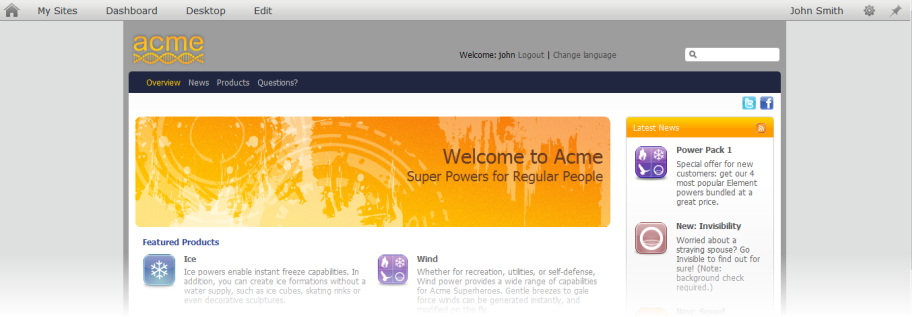 My Sites Dashboard Desktop Edit John Smith
acme
Welcome: john Logout | Change language
Overview News Products Questions?
Welcome to Acme
Super Powers for Regular People
Latest News
Power Pack 1
Special offer for new
customers: get our 4
most popular Element
powers bundled at a
great price.
New: Invisibility
Worried about a
straying spouse? Go
Invisible to find out for
sure! (Note:
background check
required.)
Featured Products
Ice
Ice powers enable instant freeze capabilities. In
addition, you can create ice formations without a
water supply, such as ice cubes, skating rinks or
even decorative sculptures.
Wind
Whether for recreation, utilities, or self-defense,
Wind power provides a wide range of capabilities
for Acme Superheroes. Gentle breezes to gale
force winds can be generated instantly, and
modified on the fly.